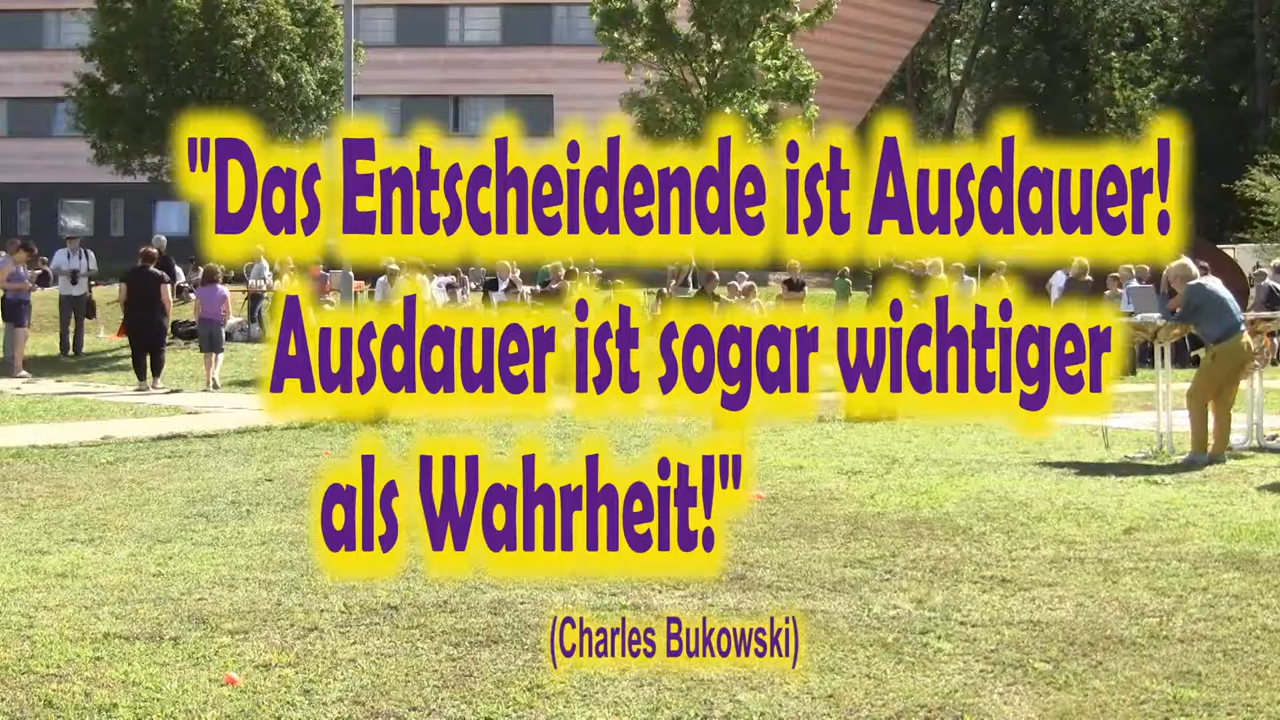 "Das Entscheidende ist Ausdauer!
Ausdauer ist sogar wichtiger
als Wahrheit!"
(Charles Bukowski)